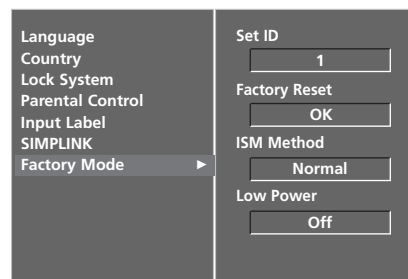 Language
Country
Lock System
Parental Control
Input Label
SIMPLINK
Factory Mode ►
Set ID
1
Factory Reset
OK
ISM Method
Normal
Low Power
Off